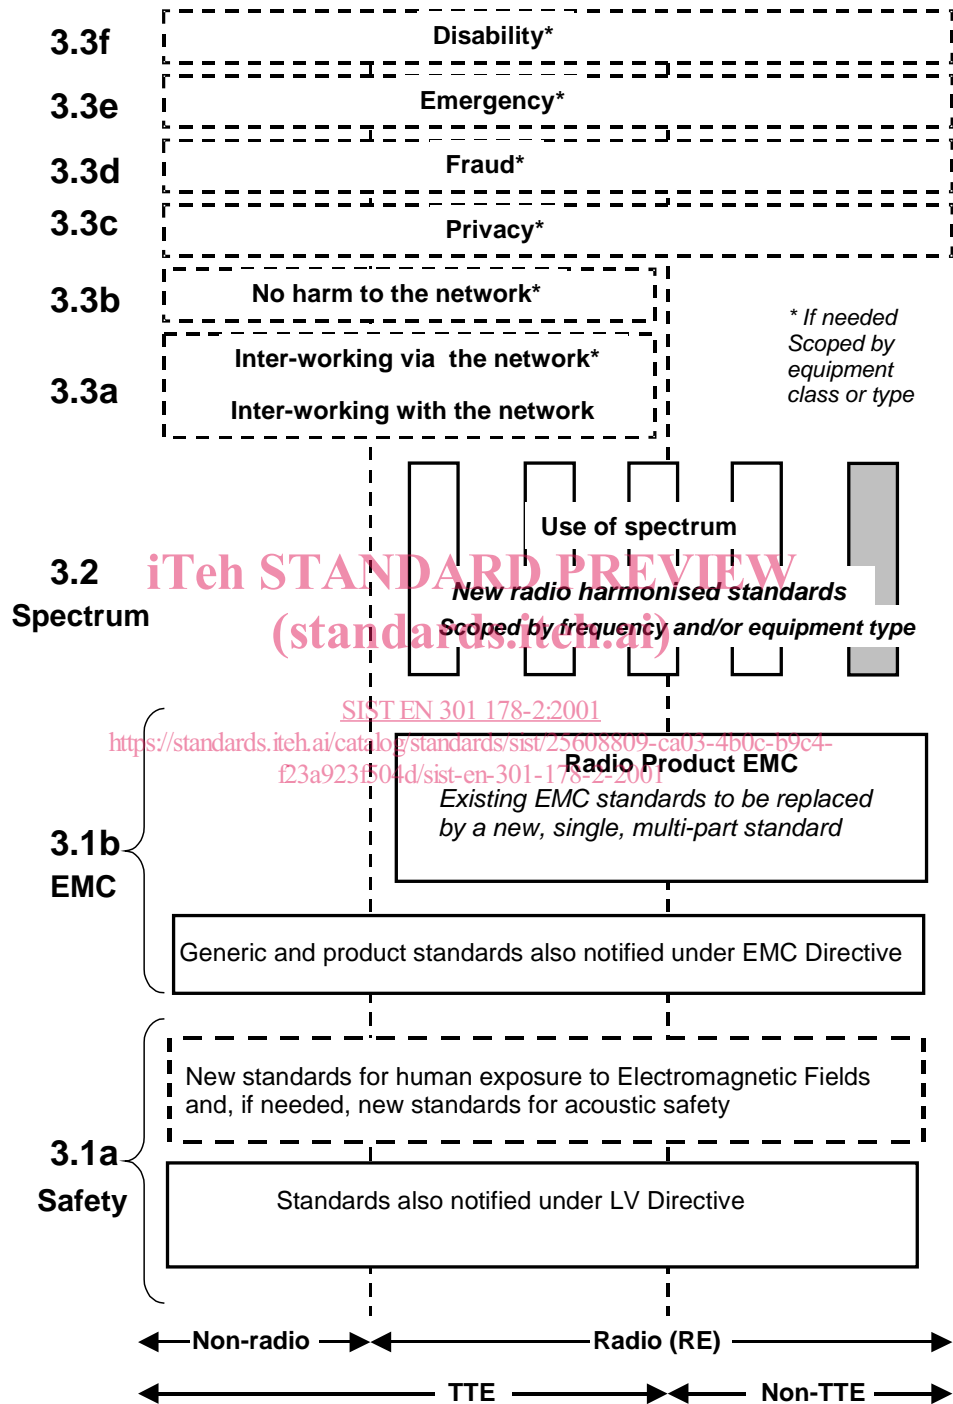 3.3f
Disability*
3.3e
Emergency*
3.3d
Fraud*
3.3c
Privacy*
3.3b
No harm to the network*
* If needed
Scoped by
equipment
class or type
3.3a
Inter-working via the network*
Inter-working with the network
Use of spectrum
3.2
Spectrum
iTeh STANDARD PREVIEW
(standards.iteh.ai)
New radio harmonised standards
Scoped by frequency and/or equipment type
SIST EN 301 178-2:2001
https://standards.iteh.ai/catalog/standards/sist/25608809-ca03-4b0c-b9c4-
f23a923f504d/sist-en-301-178-2-2001
Radio Product EMC
Existing EMC standards to be replaced
by a new, single, multi-part standard
3.1b
EMC
Generic and product standards also notified under EMC Directive
New standards for human exposure to Electromagnetic Fields
and, if needed, new standards for acoustic safety
3.1a
Safety
Standards also notified under LV Directive
Non-radio
Radio (RE)
TTE
Non-TTE